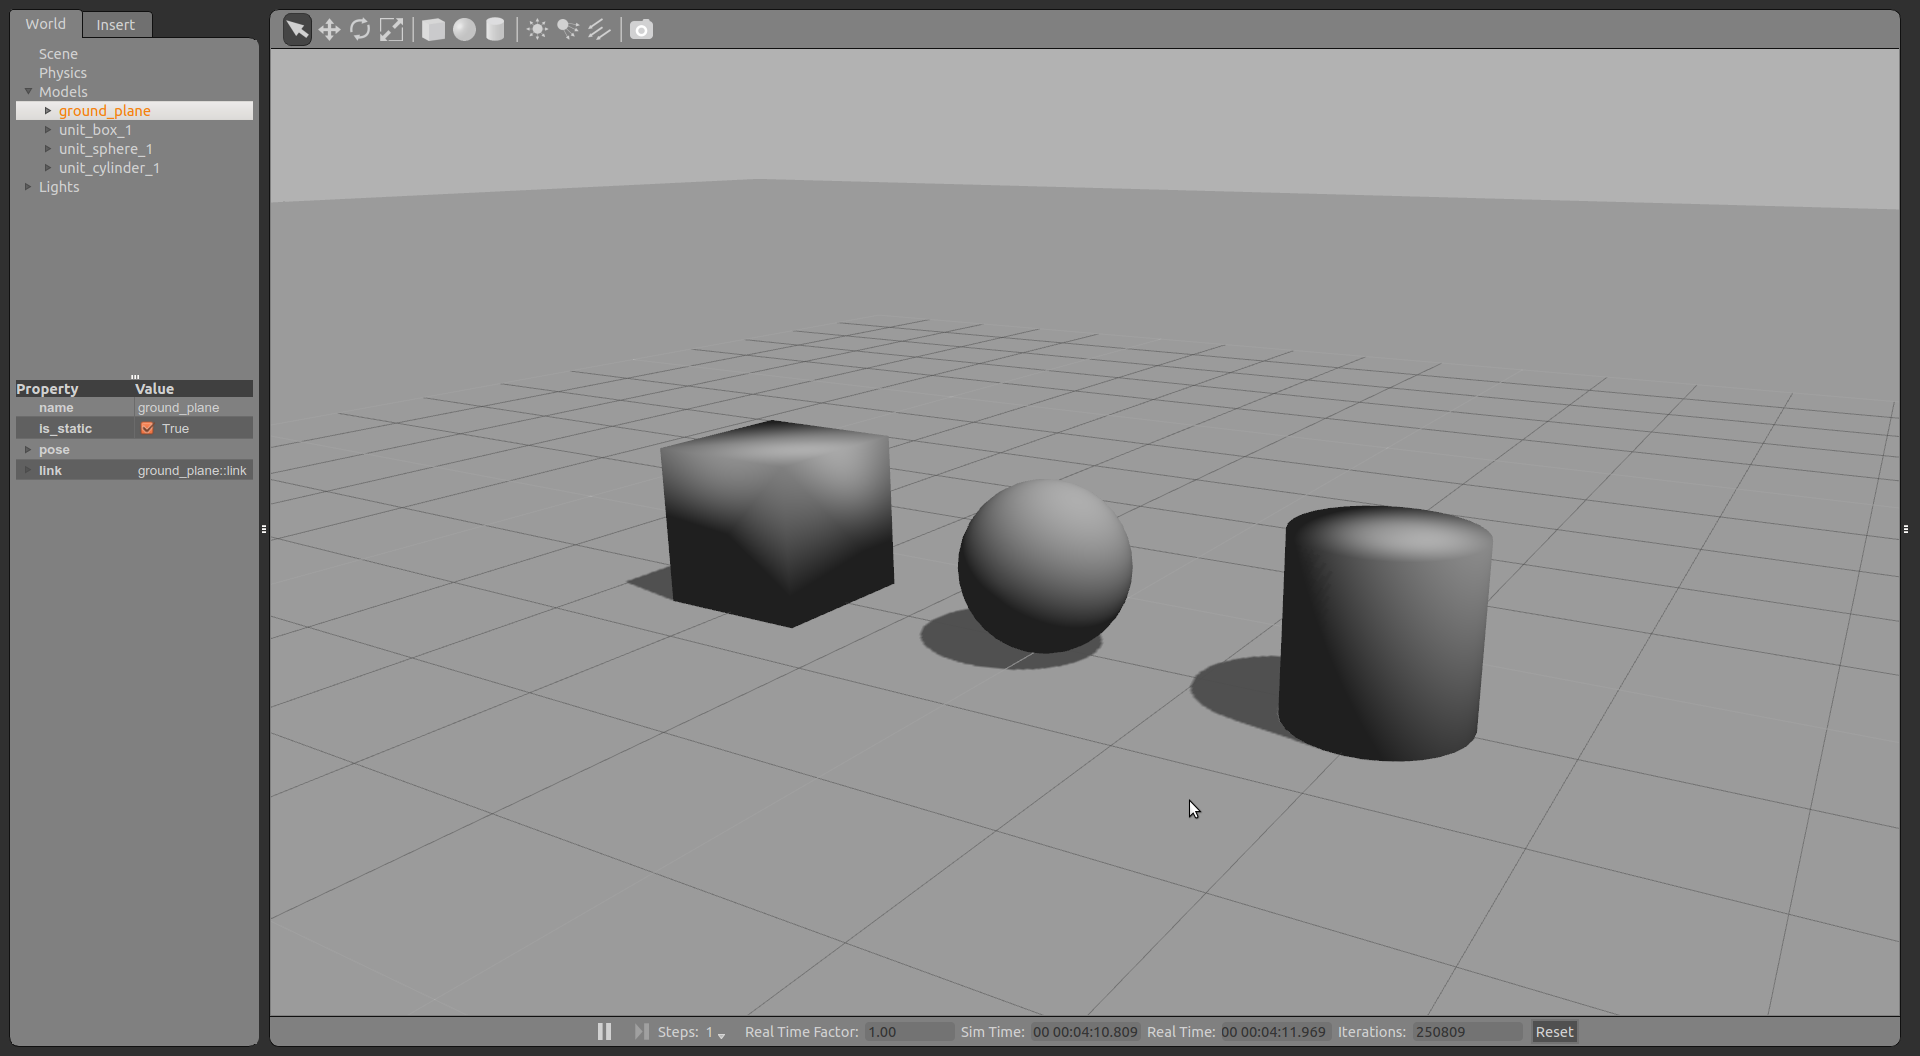 World Insert
Scene
Physics
Models
ground_plane
unit_box_1
unit_sphere_1
unit_cylinder_1
Lights
Property Value
name ground_plane
is_static True
pose
link ground_plane::link
Steps: 1 Real Time Factor: 1.00 Sim Time: 00 00:04:10.809 Real Time: 00 00:04:11.969 Iterations: 250809 Reset